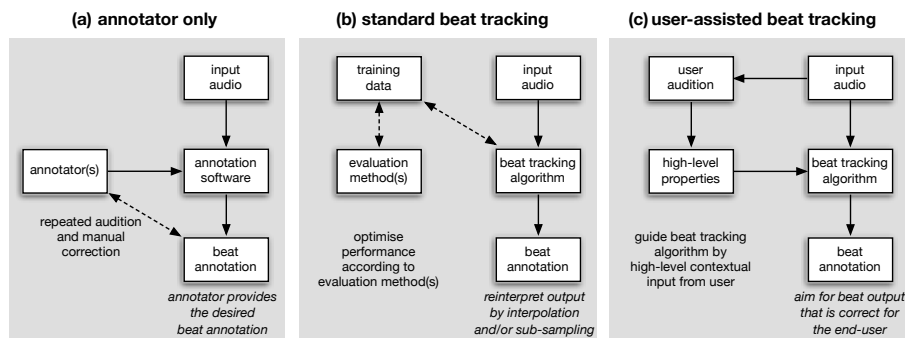 (a) annotator only
input
audio
annotator(s)
annotation
software
repeated audition
and manual
correction
beat
annotation
annotator provides
the desired
beat annotation
(b) standard beat tracking
training
data
input
audio
evaluation
method(s)
beat tracking
algorithm
optimise
performance
according to
evaluation method(s)
beat
annotation
reinterpret output
by interpolation
and/or sub-sampling
(c) user-assisted beat tracking
user
audition
input
audio
high-level
properties
beat tracking
algorithm
guide beat tracking
algorithm by
high-level contextual
input from user
beat
annotation
aim for beat output
that is correct for
the end-user